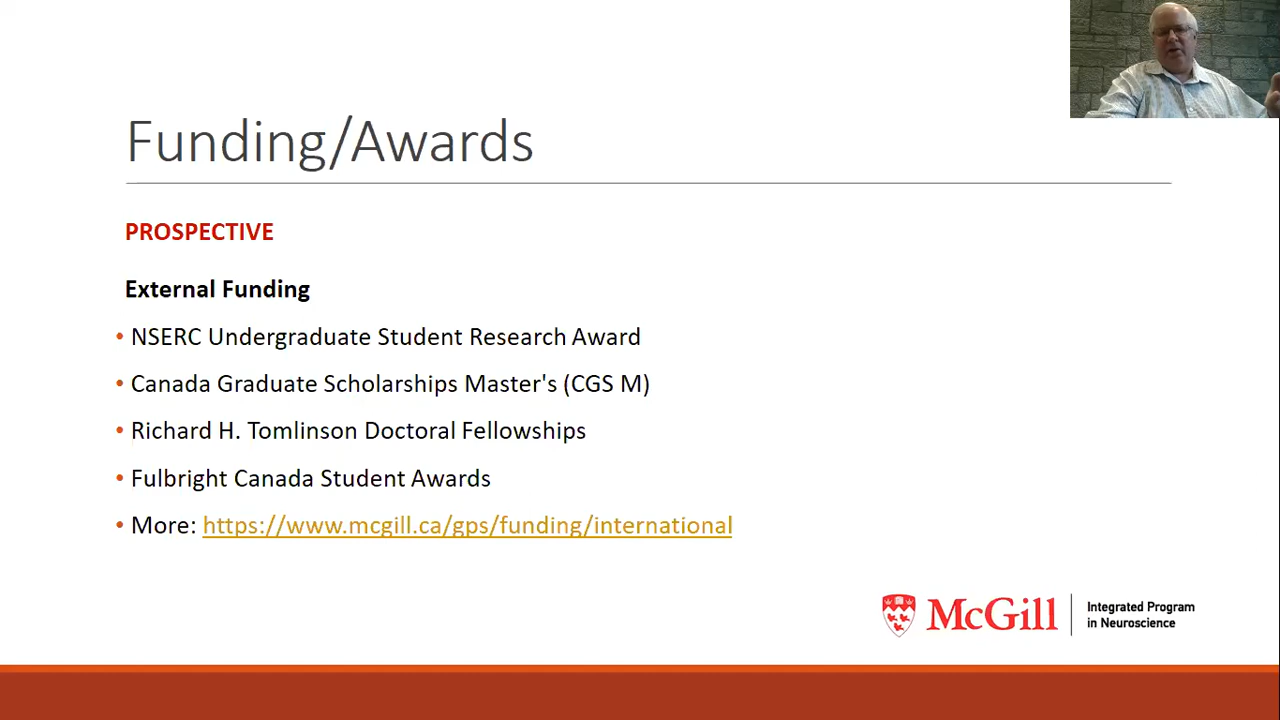 Funding/Awards
PROSPECTIVE
External Funding
• NSERC Undergraduate Student Research Award
• Canada Graduate Scholarships Master's (CGS M)
• Richard H. Tomlinson Doctoral Fellowships
• Fulbright Canada Student Awards
• More: https://www.mcgill.ca/gps/funding/international
McGill
Integrated Program
in Neuroscience